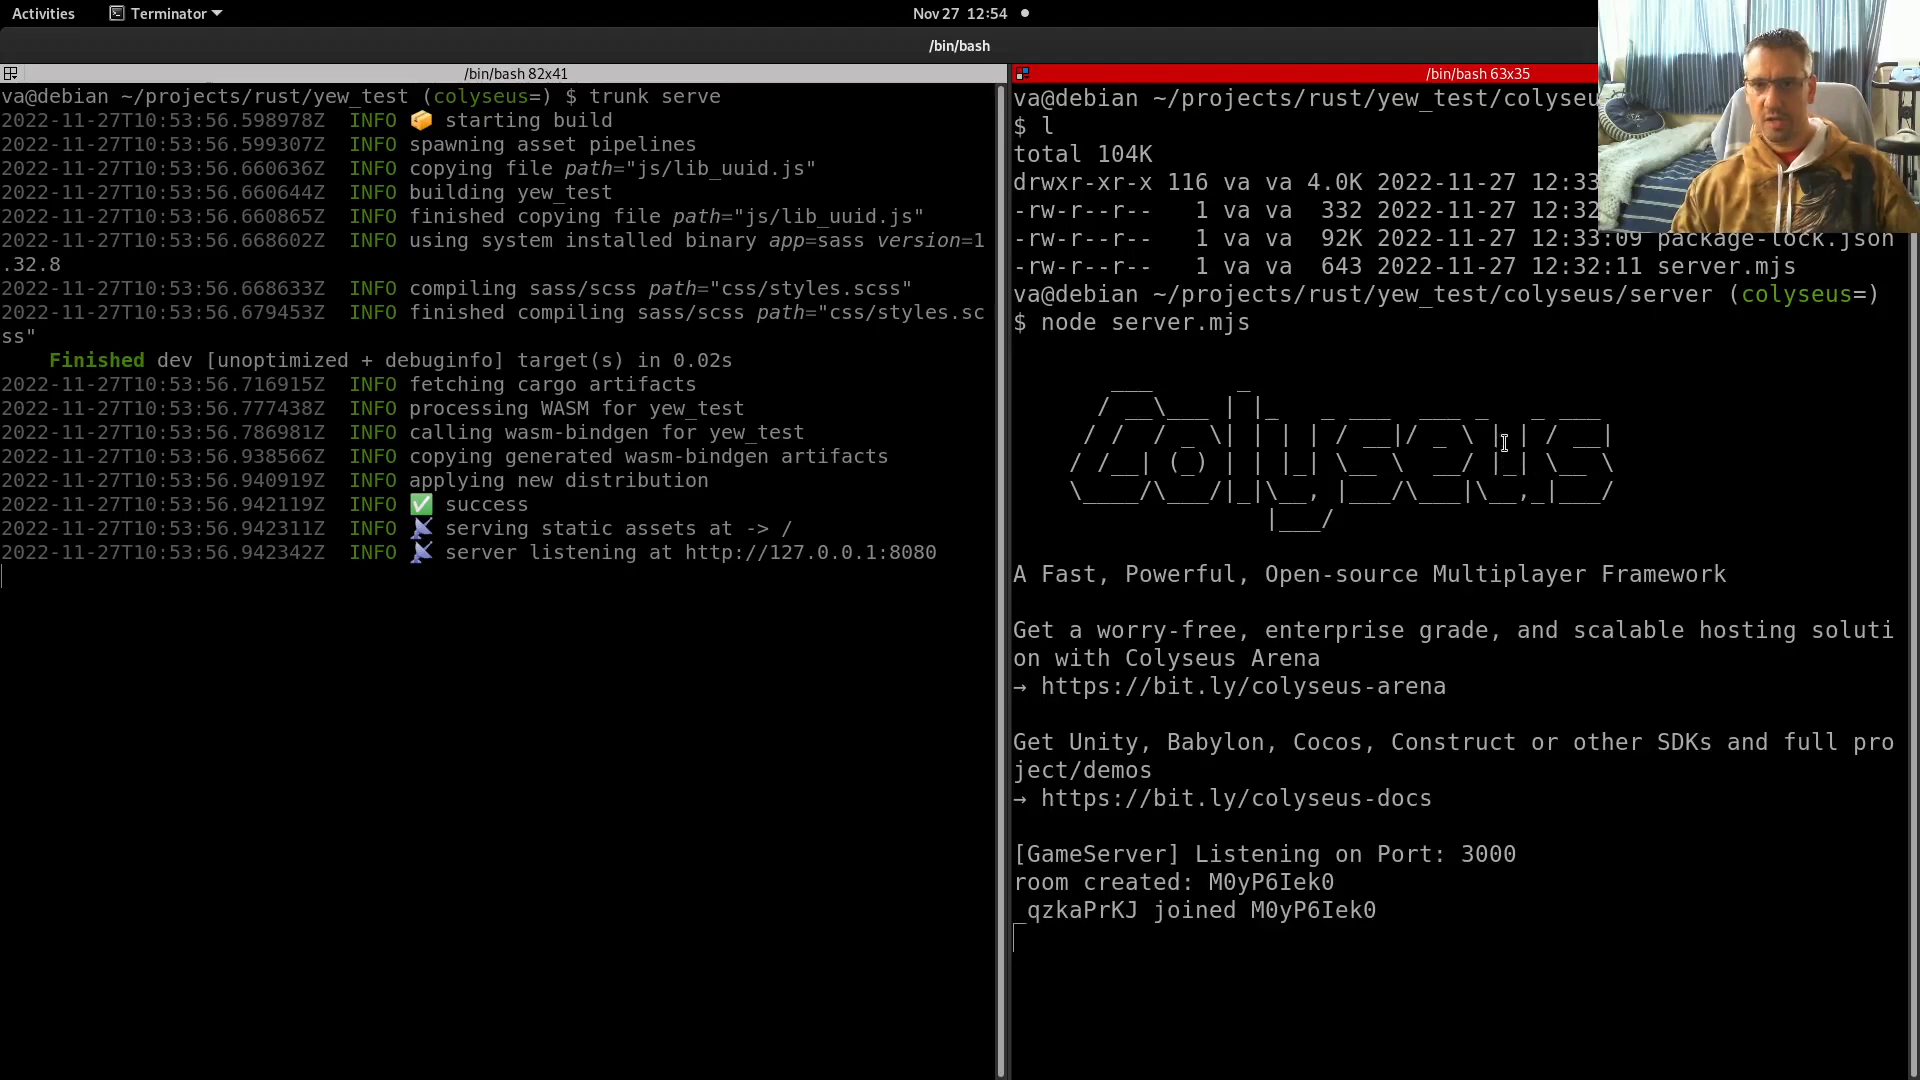 Activities
Terminator
Nov 27 12:54
/bin/bash
/bin/bash 82x41
va@debian ~/projects/rust/yew_test (colyseus=) $ trunk serve
2022-11-27T10:53:56.598978Z  INFO 📦 starting build
2022-11-27T10:53:56.599307Z  INFO spawning asset pipelines
2022-11-27T10:53:56.660636Z  INFO copying file path="js/lib_uuid.js"
2022-11-27T10:53:56.660644Z  INFO building yew_test
2022-11-27T10:53:56.660865Z  INFO finished copying file path="js/lib_uuid.js"
2022-11-27T10:53:56.668602Z  INFO using system installed binary app=sass version=1
.32.8
2022-11-27T10:53:56.668633Z  INFO compiling sass/scss path="css/styles.scss"
2022-11-27T10:53:56.679453Z  INFO finished compiling sass/scss path="css/styles.sc
ss"
Finished dev [unoptimized + debuginfo] target(s) in 0.02s
2022-11-27T10:53:56.716915Z  INFO fetching cargo artifacts
2022-11-27T10:53:56.777438Z  INFO processing WASM for yew_test
2022-11-27T10:53:56.786981Z  INFO calling wasm-bindgen for yew_test
2022-11-27T10:53:56.938566Z  INFO copying generated wasm-bindgen artifacts
2022-11-27T10:53:56.940919Z  INFO applying new distribution
2022-11-27T10:53:56.942119Z  INFO ✅ success
2022-11-27T10:53:56.942311Z  INFO 📡 serving static assets at -> /
2022-11-27T10:53:56.942342Z  INFO 📡 server listening at http://127.0.0.1:8080
/bin/bash 63x35
va@debian ~/projects/rust/yew_test/colyseu
$ l
total 104K
drwxr-xr-x 116 va va 4.0K 2022-11-27 12:33
-rw-r--r--   1 va va  332 2022-11-27 12:32
-rw-r--r--   1 va va  92K 2022-11-27 12:33:09 package-lock.json
-rw-r--r--   1 va va  643 2022-11-27 12:32:11 server.mjs
va@debian ~/projects/rust/yew_test/colyseus/server (colyseus=)
$ node server.mjs
Colyseus
A Fast, Powerful, Open-source Multiplayer Framework
Get a worry-free, enterprise grade, and scalable hosting soluti
on with Colyseus Arena
→ https://bit.ly/colyseus-arena
Get Unity, Babylon, Cocos, Construct or other SDKs and full pro
ject/demos
→ https://bit.ly/colyseus-docs
[GameServer] Listening on Port: 3000
room created: M0yP6Iek0
_qzkaPrKJ joined M0yP6Iek0